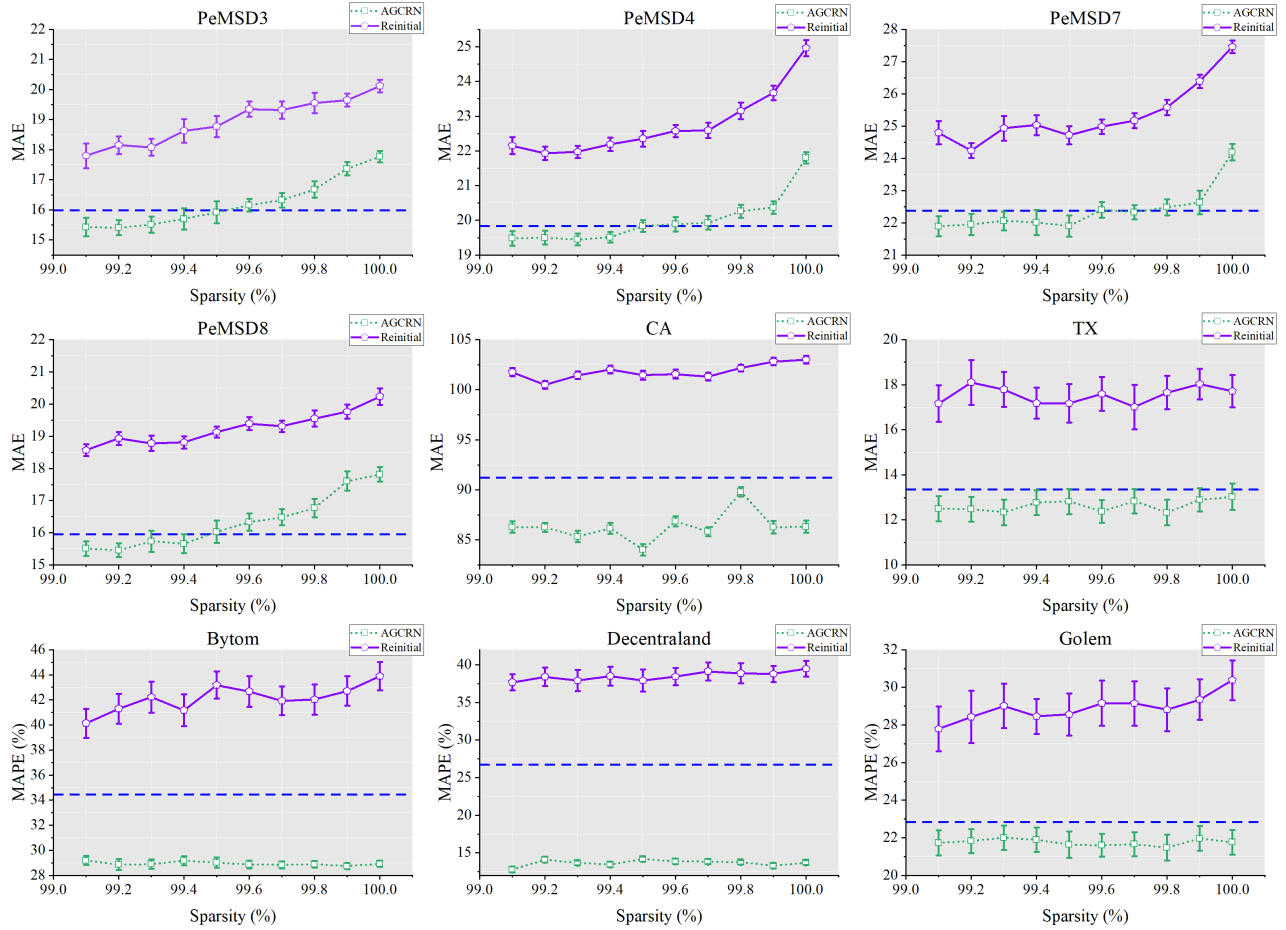 PeMSD3
AGCRN
Reinitial
MAE
22
21
20
19
18
17
16
15
99.0 99.2 99.4 99.6 99.8 100.0
Sparsity (%)
PeMSD4
AGCRN
Reinitial
MAE
25
24
23
22
21
20
19
99.0 99.2 99.4 99.6 99.8 100.0
Sparsity (%)
PeMSD7
AGCRN
Reinitial
MAE
28
27
26
25
24
23
22
21
99.0 99.2 99.4 99.6 99.8 100.0
Sparsity (%)
PeMSD8
AGCRN
Reinitial
MAE
22
21
20
19
18
17
16
15
99.0 99.2 99.4 99.6 99.8 100.0
Sparsity (%)
CA
AGCRN
Reinitial
MAE
105
100
95
90
85
99.0 99.2 99.4 99.6 99.8 100.0
Sparsity (%)
TX
AGCRN
Reinitial
MAE
20
18
16
14
12
10
99.0 99.2 99.4 99.6 99.8 100.0
Sparsity (%)
Bytom
AGCRN
Reinitial
MAPE (%)
46
44
42
40
38
36
34
31
29
28
99.0 99.2 99.4 99.6 99.8 100.0
Sparsity (%)
Decentraland
AGCRN
Reinitial
MAPE (%)
40
35
30
25
20
15
99.0 99.2 99.4 99.6 99.8 100.0
Sparsity (%)
Golem
AGCRN
Reinitial
MAPE (%)
32
30
28
26
24
22
20
99.0 99.2 99.4 99.6 99.8 100.0
Sparsity (%)